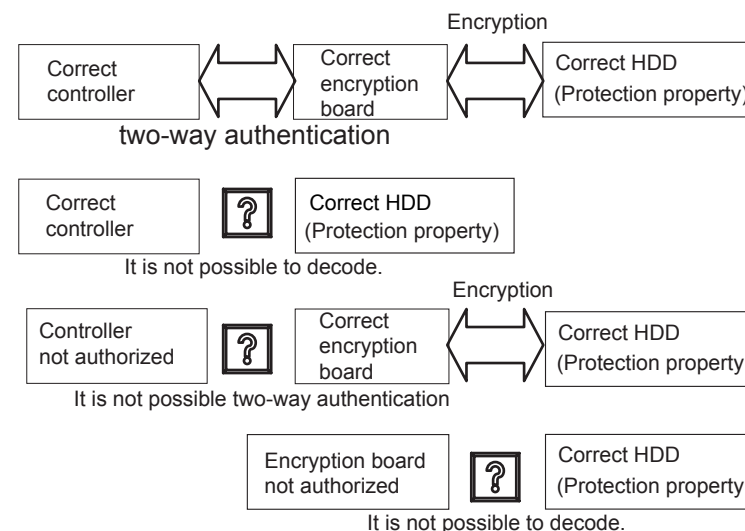 Encryption
Correct
controller
Correct
encryption
board
Correct HDD
(Protection property)
two-way authentication
Correct
controller
?
Correct HDD
(Protection property)
It is not possible to decode.
Encryption
Controller
not authorized
?
Correct
encryption
board
Correct HDD
(Protection property
It is not possible two-way authentication
Encryption board
not authorized
?
Correct HDD
(Protection property
It is not possible to decode.